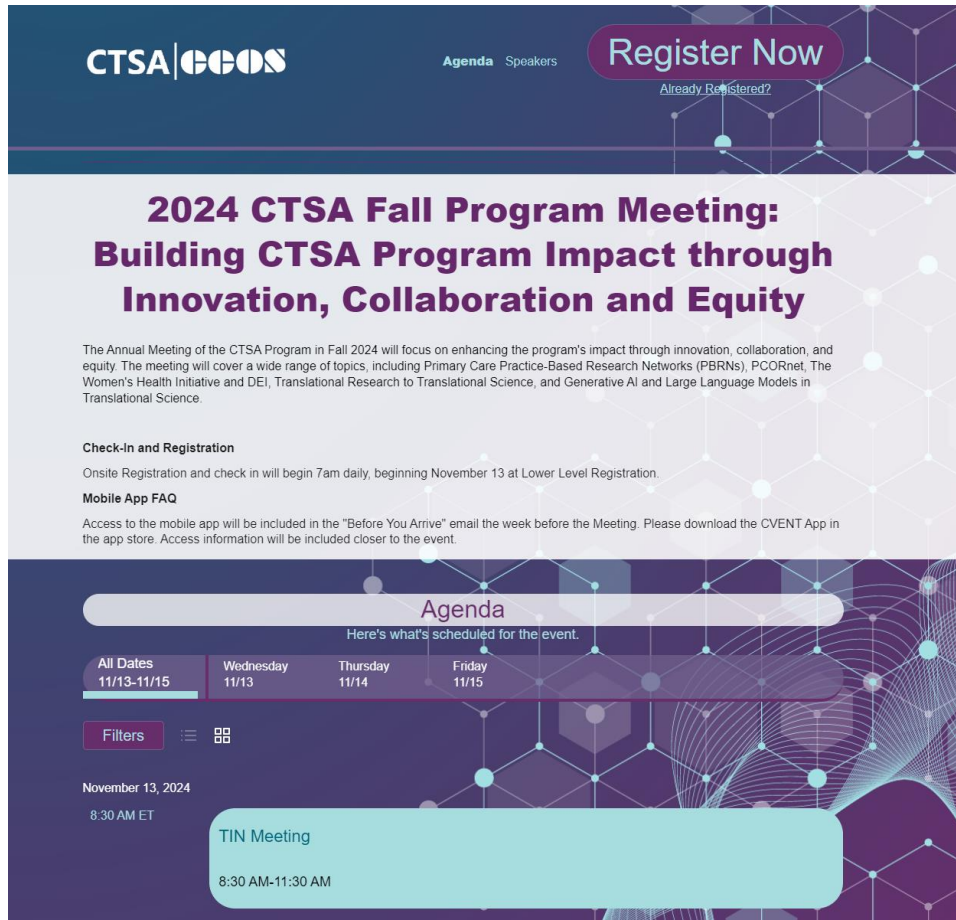 CTSA|CCOS
Agenda Speakers
Register Now
Already Registered?
2024 CTSA Fall Program Meeting:
Building CTSA Program Impact through
Innovation, Collaboration and Equity
The Annual Meeting of the CTSA Program in Fall 2024 will focus on enhancing the program's impact through innovation, collaboration, and
equity. The meeting will cover a wide range of topics, including Primary Care Practice-Based Research Networks (PBRNs), PCORnet, The
Women's Health Initiative and DEI, Translational Research to Translational Science, and Generative AI and Large Language Models in
Translational Science.
Check-In and Registration
Onsite Registration and check in will begin 7am daily, beginning November 13 at Lower Level Registration.
Mobile App FAQ
Access to the mobile app will be included in the "Before You Arrive" email the week before the Meeting. Please download the CVENT App in
the app store. Access information will be included closer to the event.
Agenda
Here's what's scheduled for the event.
All Dates
11/13-11/15
Wednesday
11/13
Thursday
11/14
Friday
11/15
Filters
November 13, 2024
8:30 AM ET
TIN Meeting
8:30 AM-11:30 AM